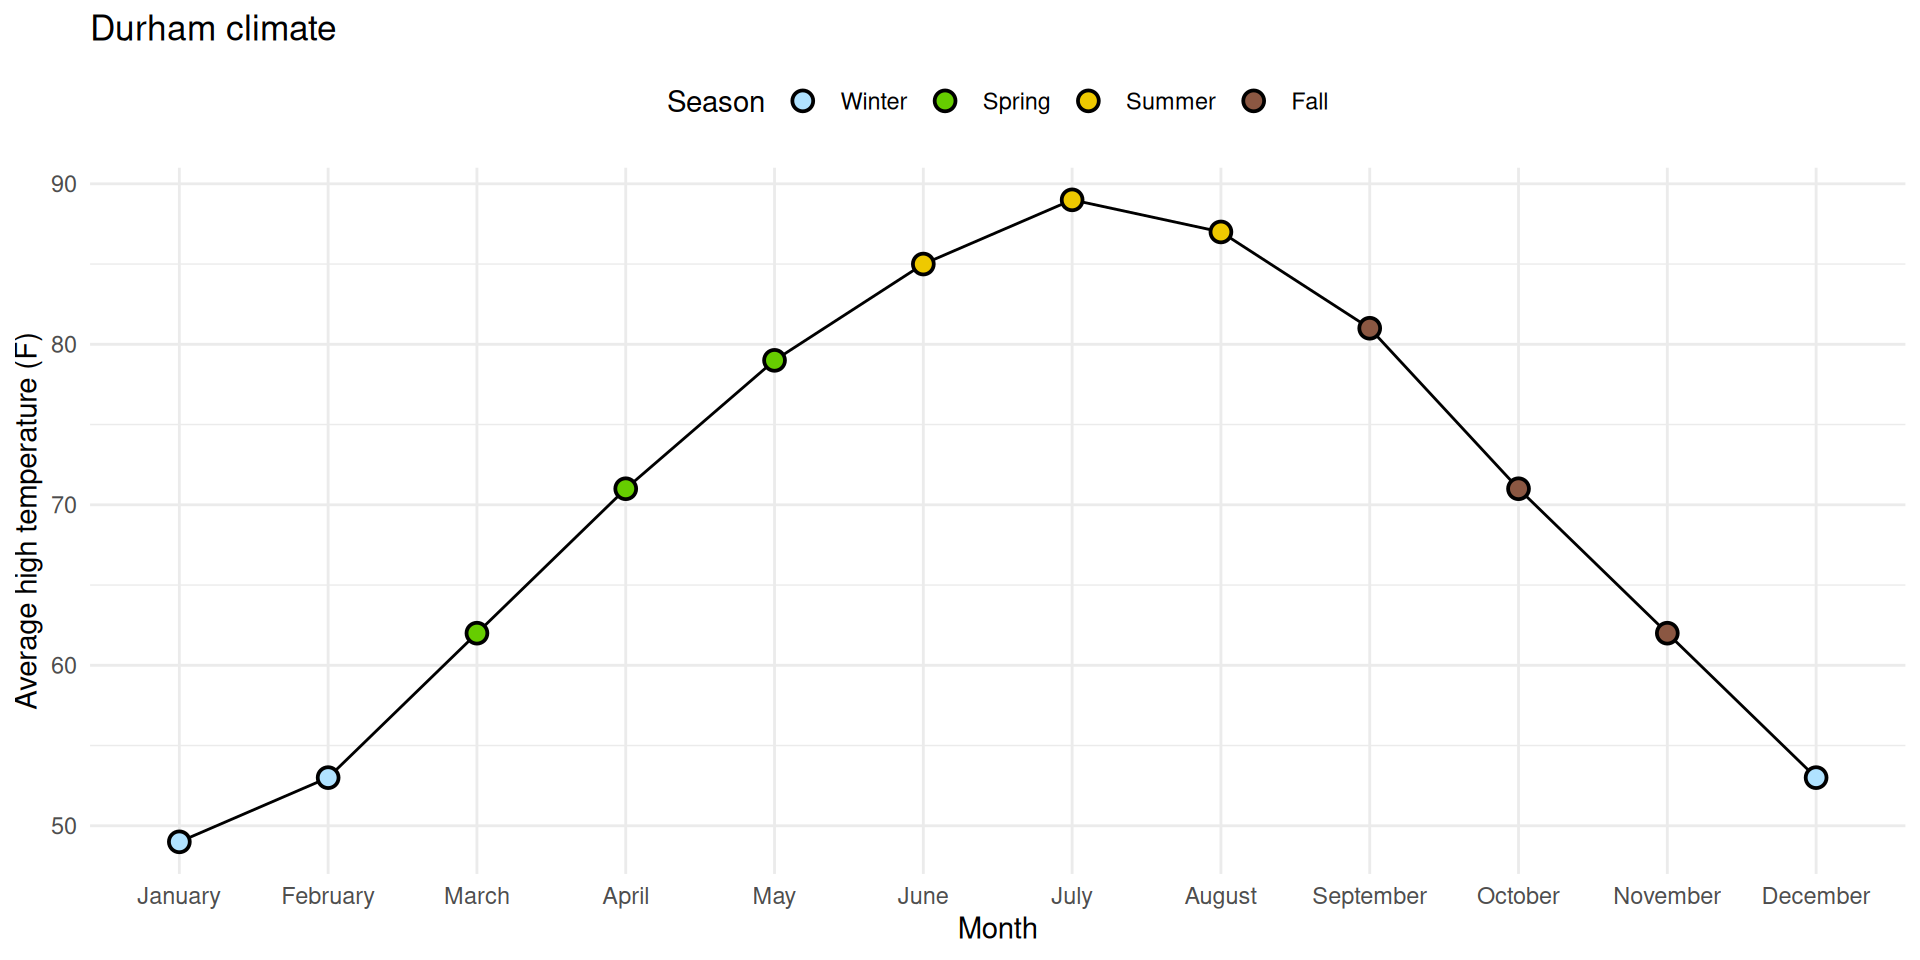 Durham climate
Season Winter Spring Summer Fall
Average high temperature (F)
90
80
70
60
50
January February March April May June July August September October November December
Month